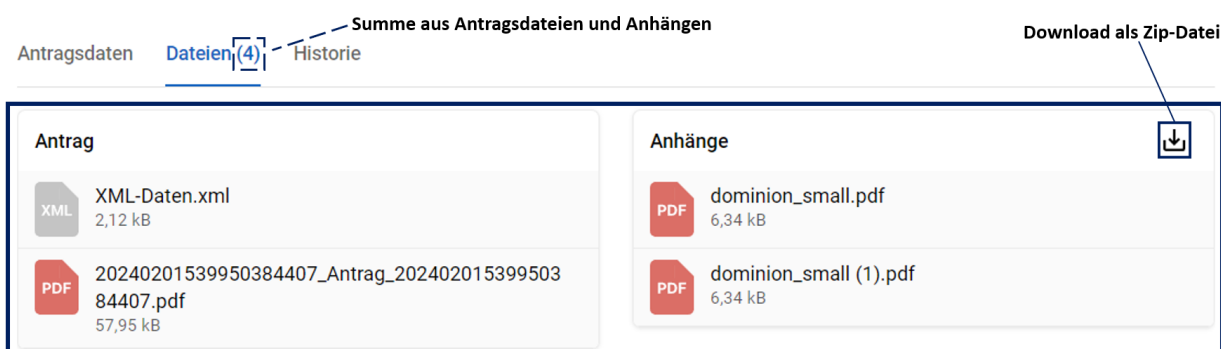 Summe aus Antragsdateien und Anhängen
Download als Zip-Datei
Antragsdaten Dateien (4) Historie
Antrag
XML XML-Daten.xml
2,12 kB
PDF 20240201539950384407_Antrag_202402015399503
84407.pdf
57,95 kB
Anhänge
PDF dominion_small.pdf
6,34 kB
PDF dominion_small (1).pdf
6,34 kB